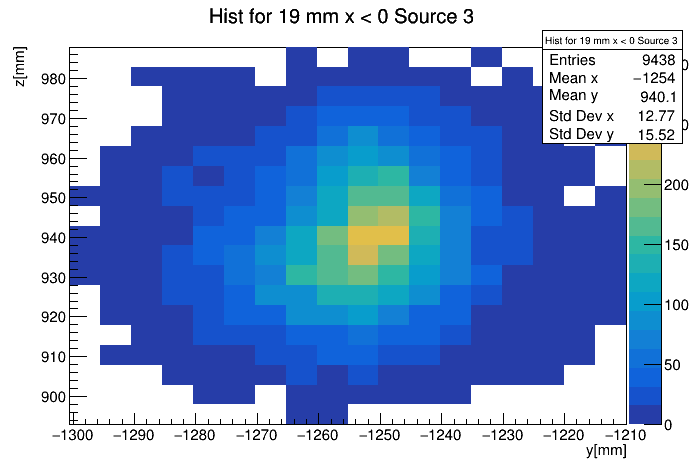 Hist for 19 mm x < 0 Source 3
Hist for 19 mm x < 0 Source 3
Entries 9438
Mean x −1254
Mean y 940.1
Std Dev x 12.77
Std Dev y 15.52
z[mm]
980
970
960
950
940
930
920
910
900
0
0
200
150
100
50
0
−1300 −1290 −1280 −1270 −1260 −1250 −1240 −1230 −1220 −1210
y[mm]